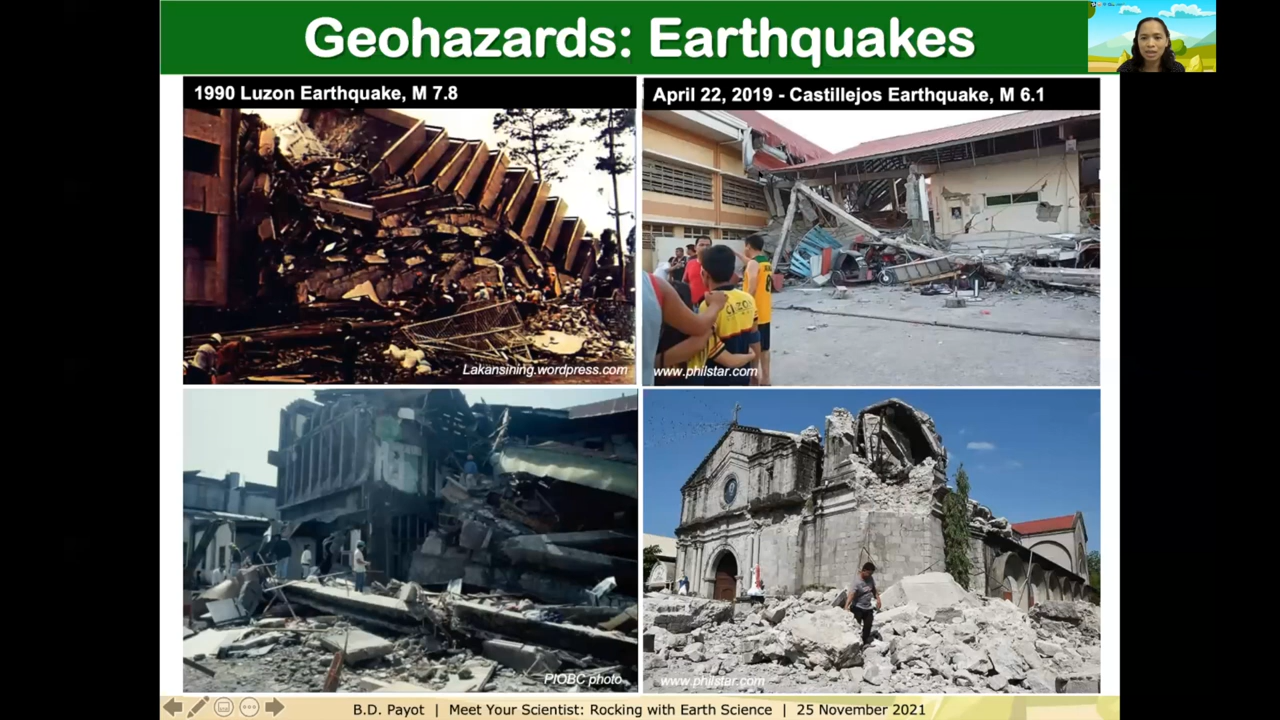 Geohazards: Earthquakes
1990 Luzon Earthquake, M 7.8
April 22, 2019 - Castillejos Earthquake, M 6.1
Lakansining.wordpress.com
www.philstar.com
PIOBC photo
www.philstar.com
B.D. Payot | Meet Your Scientist: Rocking with Earth Science | 25 November 2021